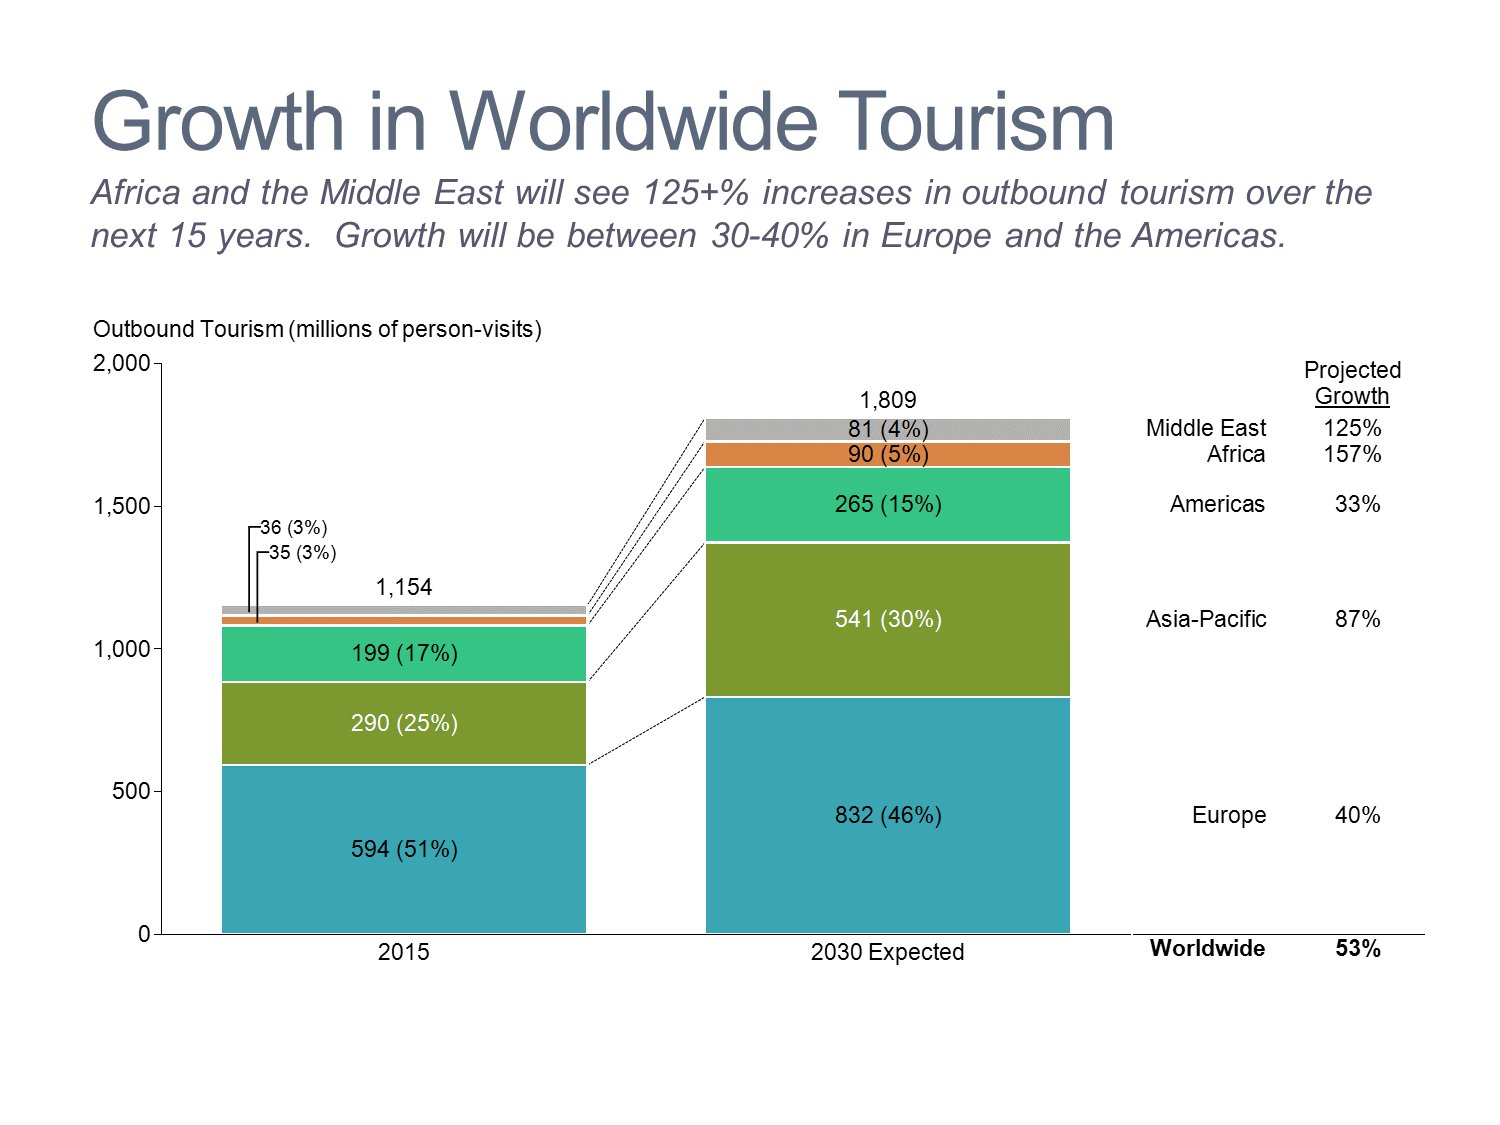 Growth in Worldwide Tourism
Africa and the Middle East will see 125+% increases in outbound tourism over the
next 15 years.  Growth will be between 30-40% in Europe and the Americas.
Outbound Tourism (millions of person-visits)
2,000
1,500
1,000
500
0
36 (3%)
35 (3%)
1,154
199 (17%)
290 (25%)
594 (51%)
2015
1,809
81 (4%)
90 (5%)
265 (15%)
541 (30%)
832 (46%)
2030 Expected
Projected
Growth
Middle East 125%
Africa 157%
Americas 33%
Asia-Pacific 87%
Europe 40%
Worldwide 53%